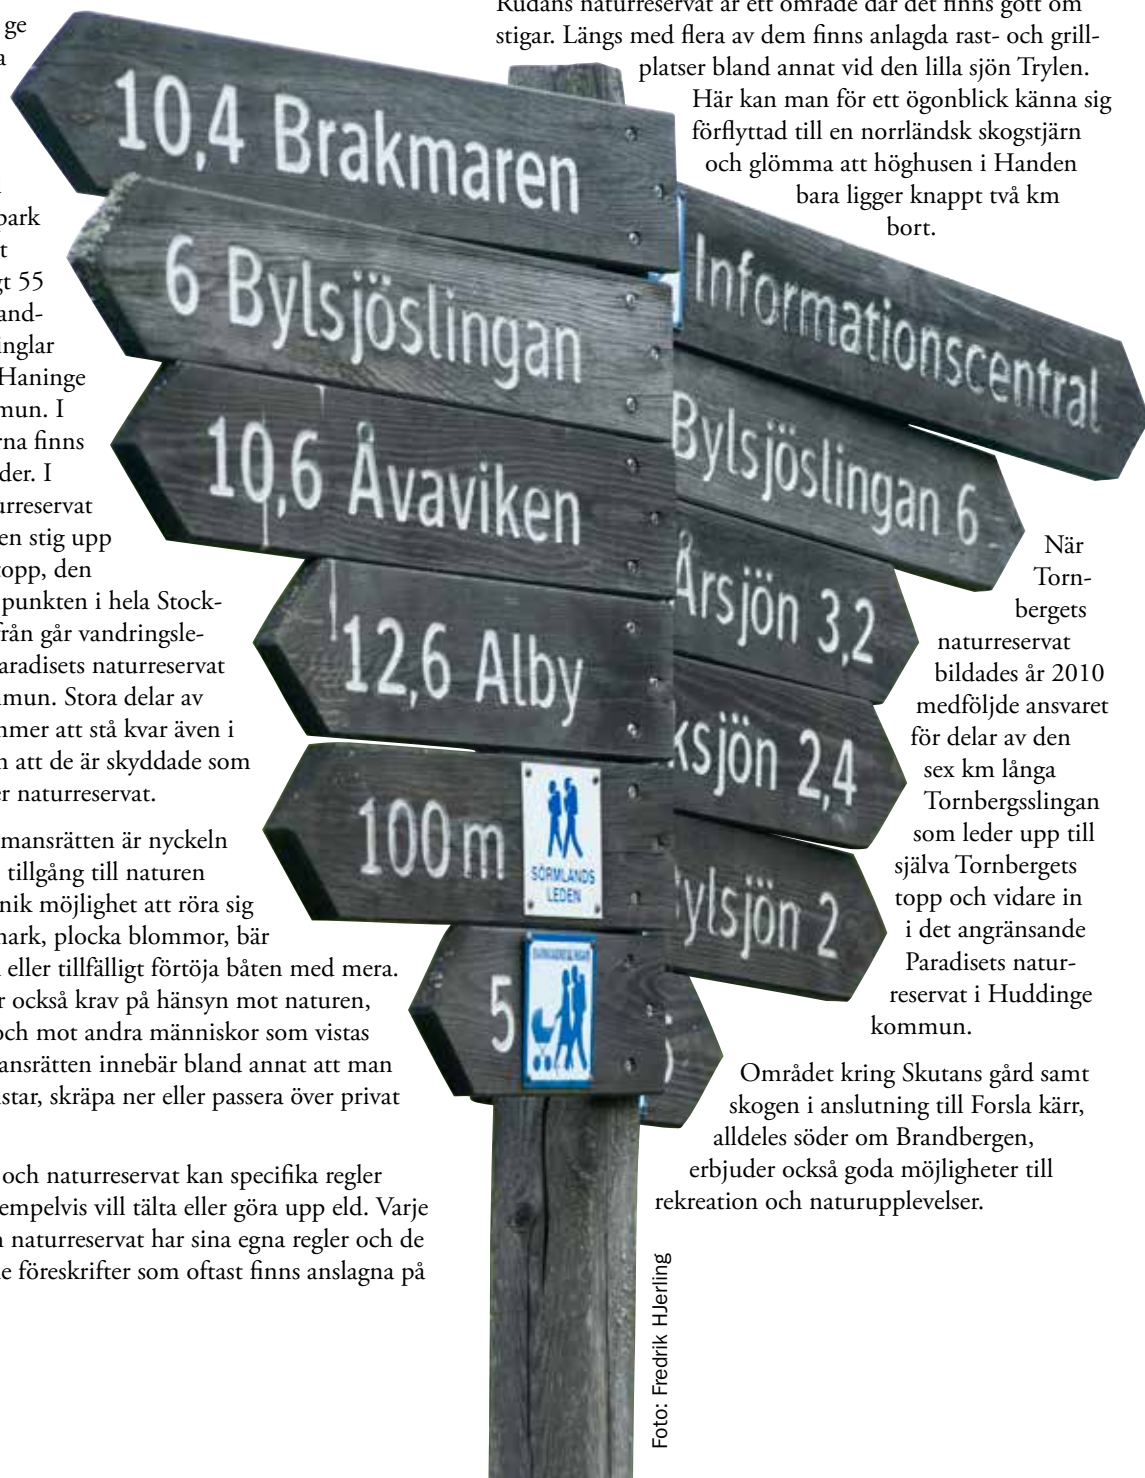 ge
park
t
gt 55
and-
inglar
Haninge
mun. I
rna finns
der. I
urreservat
en stig upp
topp, den
punkten i hela Stock-
från går vandringsle-
aradisets naturreservat
nmun. Stora delar av
mmer att stå kvar även i
n att de är skyddade som
er naturreservat.
mansrätten är nyckeln
tillgång till naturen
nik möjlighet att röra sig
mark, plocka blommor, bär
eller tillfälligt förtöja båten med mera.
r också krav på hänsyn mot naturen,
och mot andra människor som vistas
ansrätten innebär bland annat att man
star, skräpa ner eller passera över privat
och naturreservat kan specifika regler
empelvis vill tälta eller göra upp eld. Varje
n naturreservat har sina egna regler och de
e föreskrifter som oftast finns anslagna på
10,4 Brakmaren
6 Bylsjöslingan
10,6 Åvaviken
12,6 Alby
100 m
SÖRMLANDS
LEDEN
5
Informationscentral
Bylsjöslingan 6
Årsjön 3,2
ksjön 2,4
ylsjön 2
Rudans naturreservat är ett område där det finns gott om
stigar. Längs med flera av dem finns anlagda rast- och grill-
platser bland annat vid den lilla sjön Trylen.
Här kan man för ett ögonblick känna sig
förflyttad till en norrländsk skogstjärn
och glömma att höghusen i Handen
bara ligger knappt två km
bort.
När
Torn-
bergets
naturreservat
bildades år 2010
medföljde ansvaret
för delar av den
sex km långa
Tornbergsslingan
som leder upp till
själva Tornbergets
topp och vidare in
i det angränsande
Paradisets natur-
reservat i Huddinge
kommun.
Området kring Skutans gård samt
skogen i anslutning till Forsla kärr,
alldeles söder om Brandbergen,
erbjuder också goda möjligheter till
rekreation och naturupplevelser.
Foto: Fredrik HJerling